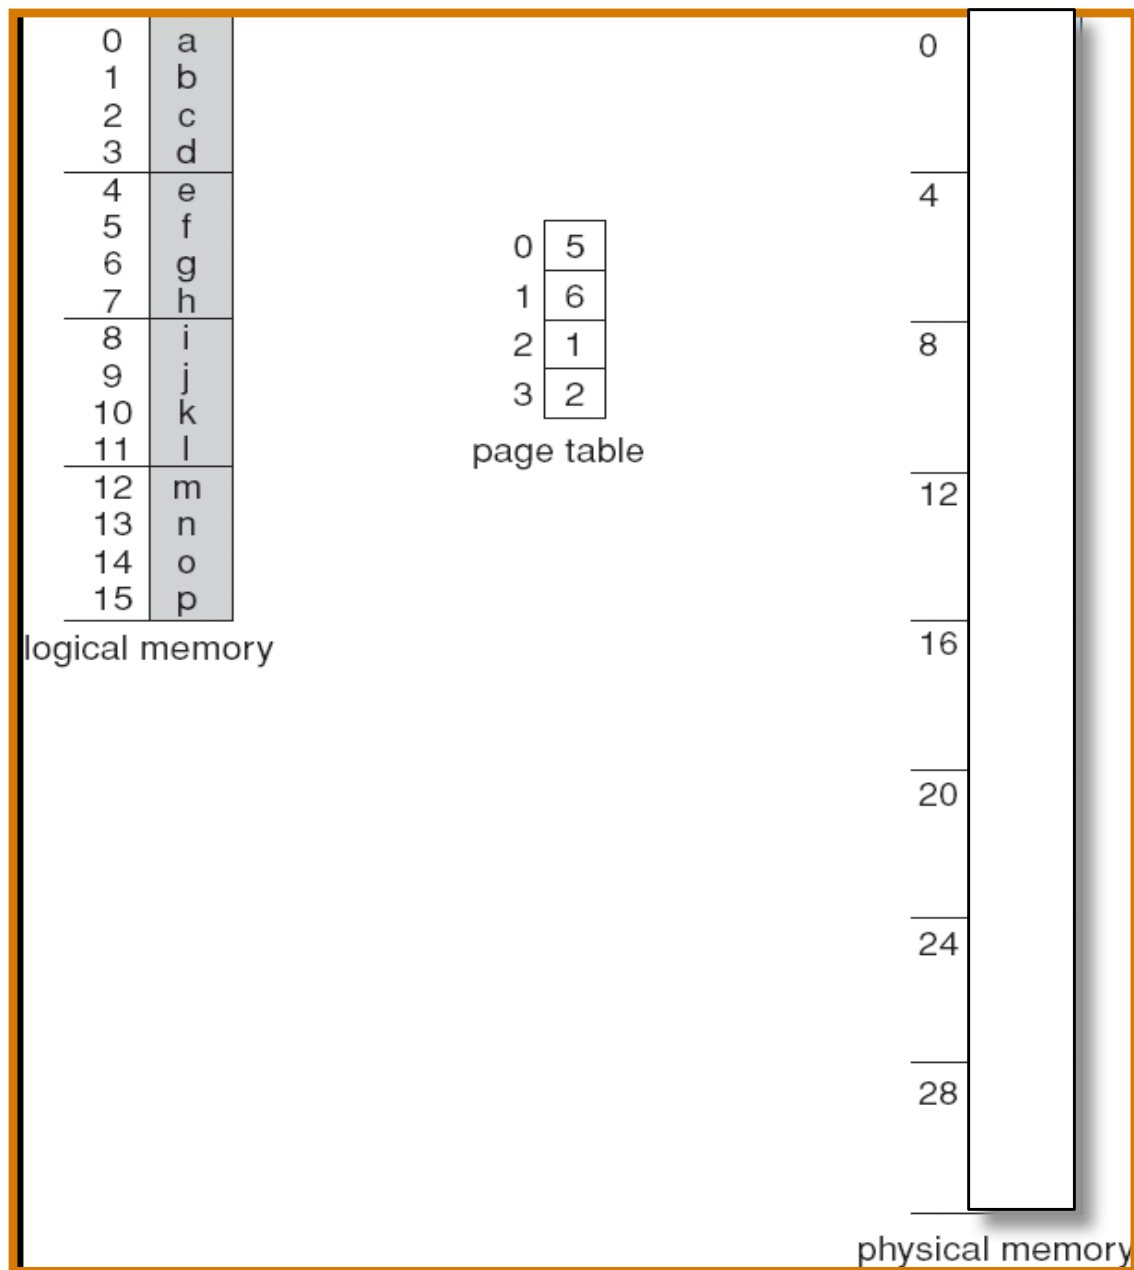 0 a
1 b
2 c
3 d
4 e
5 f
6 g
7 h
8 i
9 j
10 k
11 l
12 m
13 n
14 o
15 p
logical memory
0 5
1 6
2 1
3 2
page table
0
4
8
12
16
20
24
28
physical memory